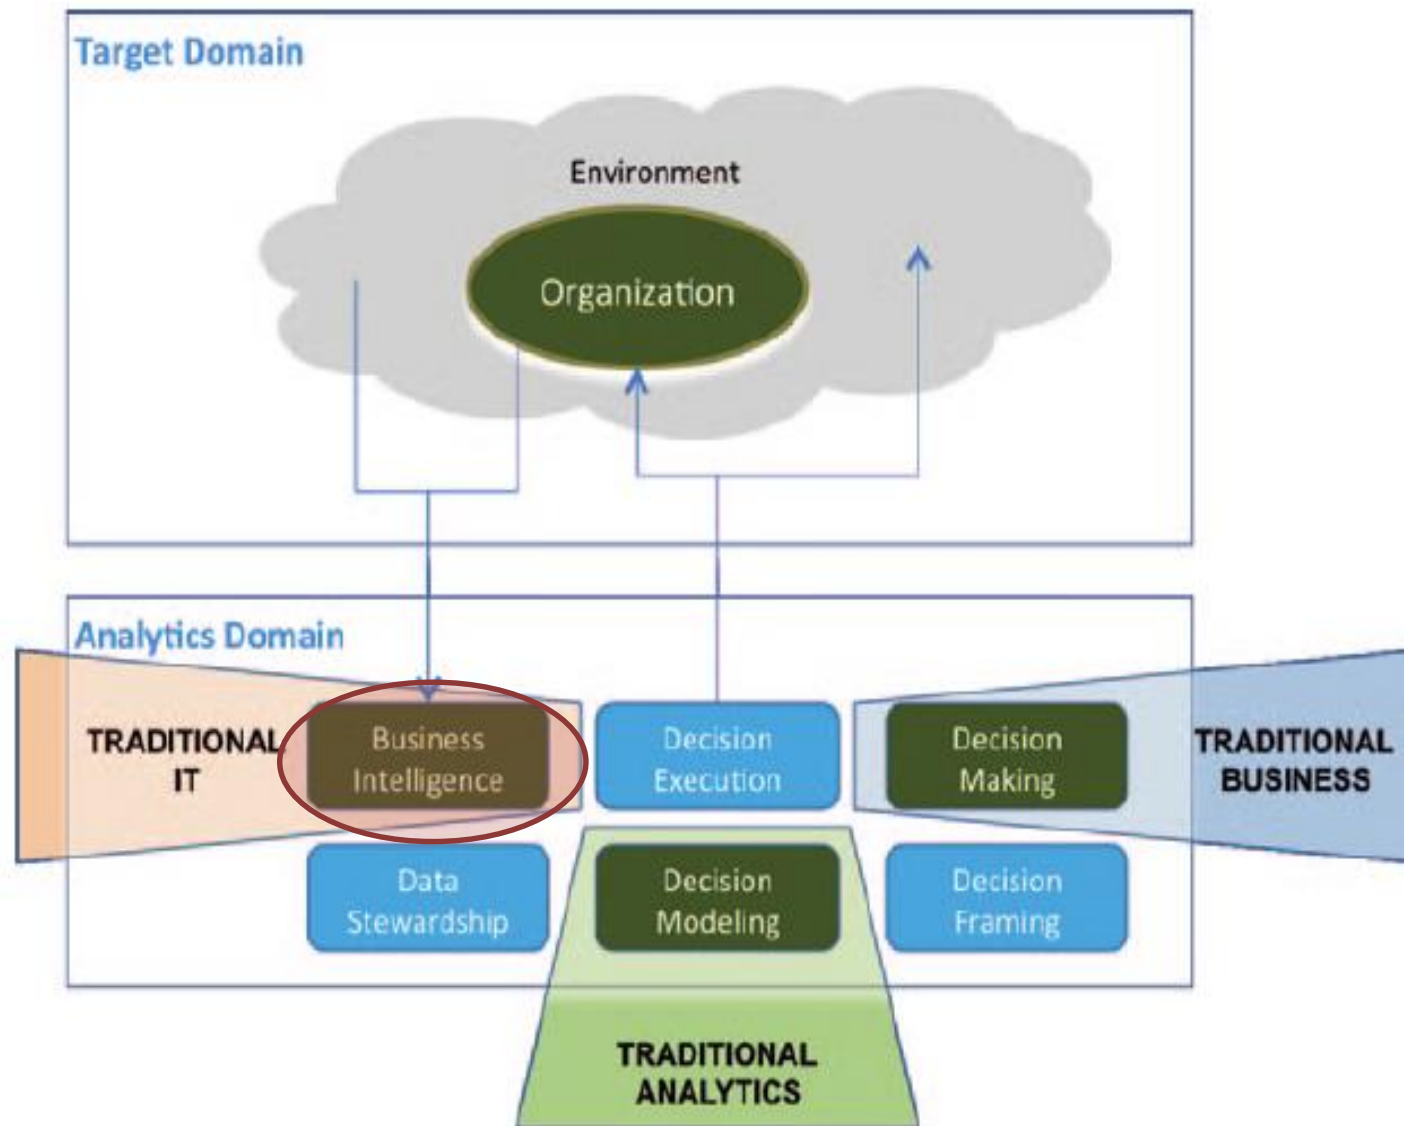 Target Domain
Environment
Organization
Analytics Domain
TRADITIONAL
IT
Business
Intelligence
Decision
Execution
Decision
Making
TRADITIONAL
BUSINESS
Data
Stewardship
Decision
Modeling
Decision
Framing
TRADITIONAL
ANALYTICS